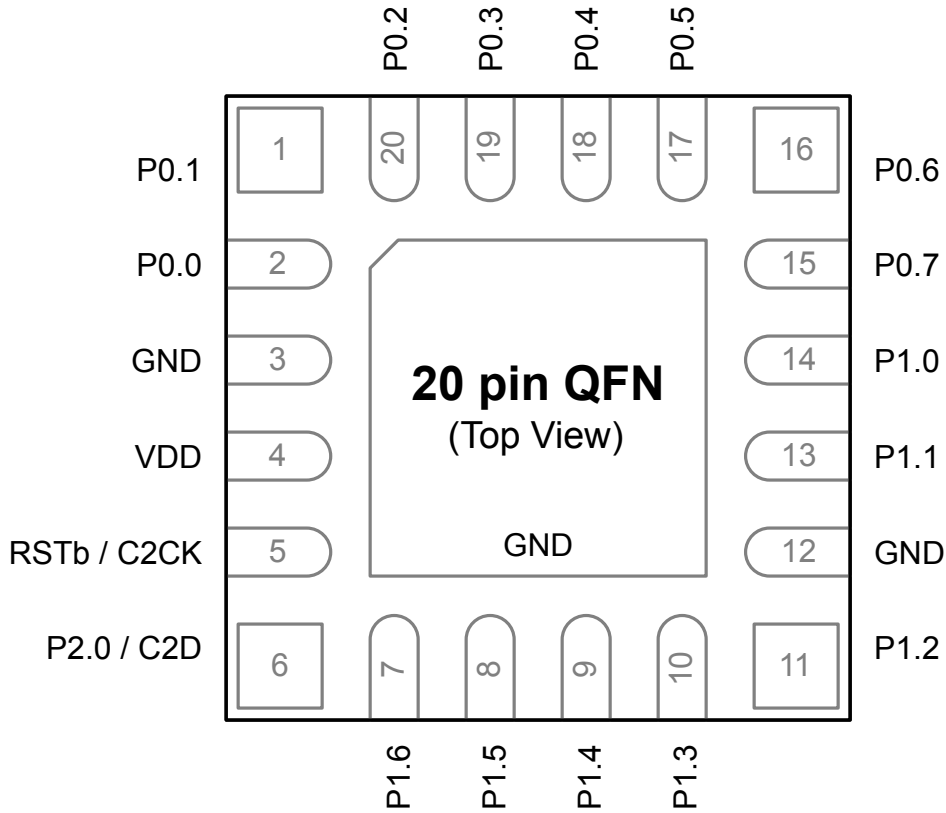 P0.2
P0.3
P0.4
P0.5
20
19
18
17
1
16
P0.1
P0.6
P0.0
2
15
P0.7
GND
3
14
P1.0
20 pin QFN
(Top View)
VDD
4
13
P1.1
RSTb / C2CK
5
GND
12
GND
P2.0 / C2D
6
7
8
9
10
11
P1.2
P1.6
P1.5
P1.4
P1.3